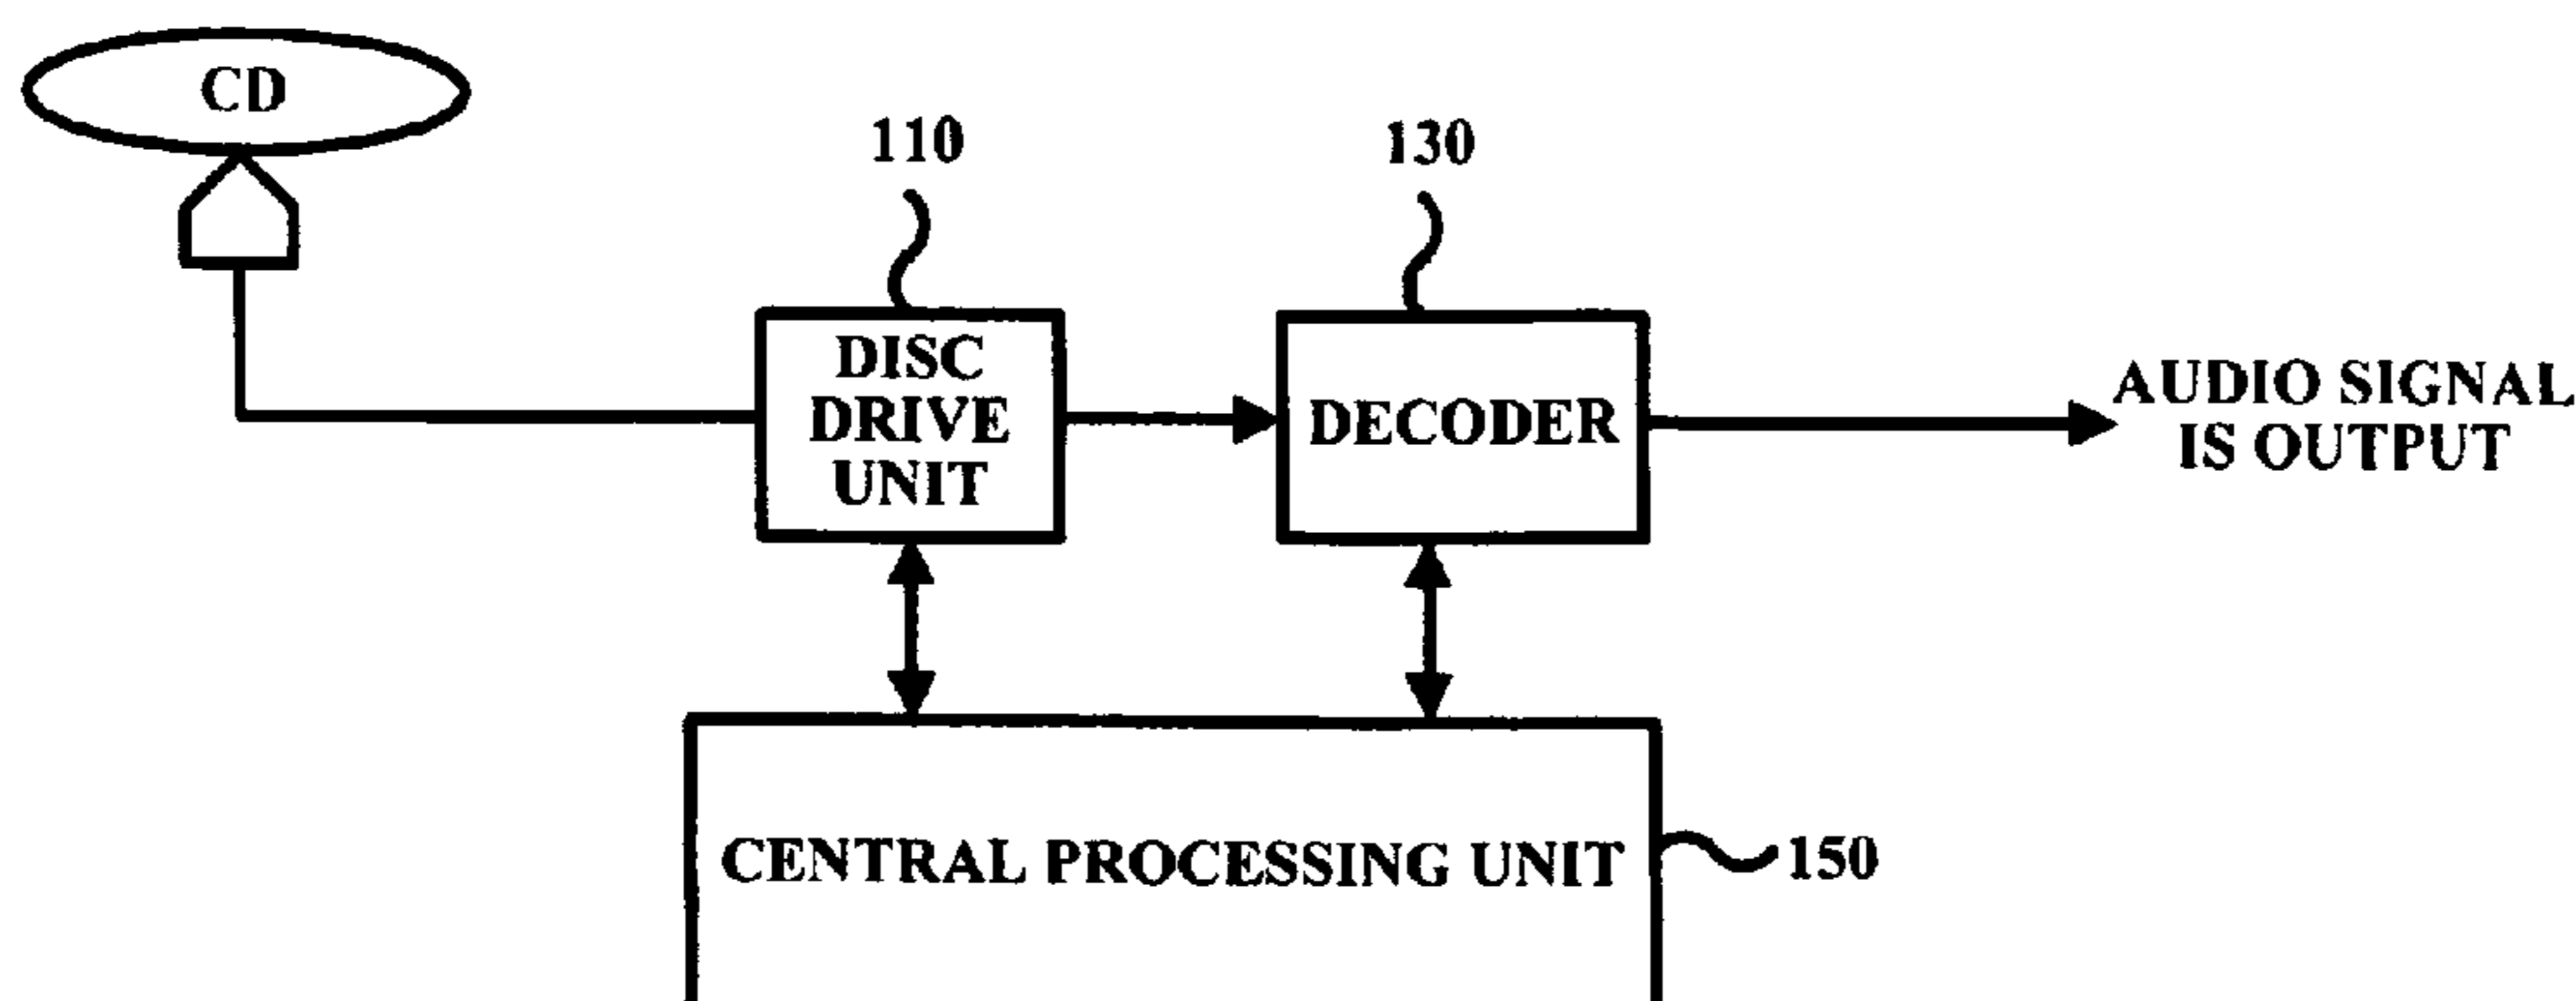 CD
110
130
DISC
DRIVE
UNIT
DECODER
AUDIO SIGNAL
IS OUTPUT
CENTRAL PROCESSING UNIT
150